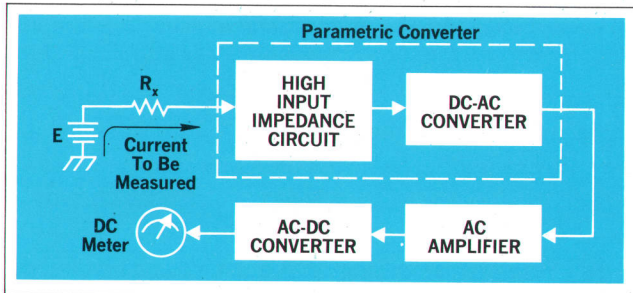 Parametric Converter
R_x
HIGH
INPUT
IMPEDANCE
CIRCUIT
DC-AC
CONVERTER
E
Current
To Be
Measured
DC
Meter
AC-DC
CONVERTER
AC
AMPLIFIER